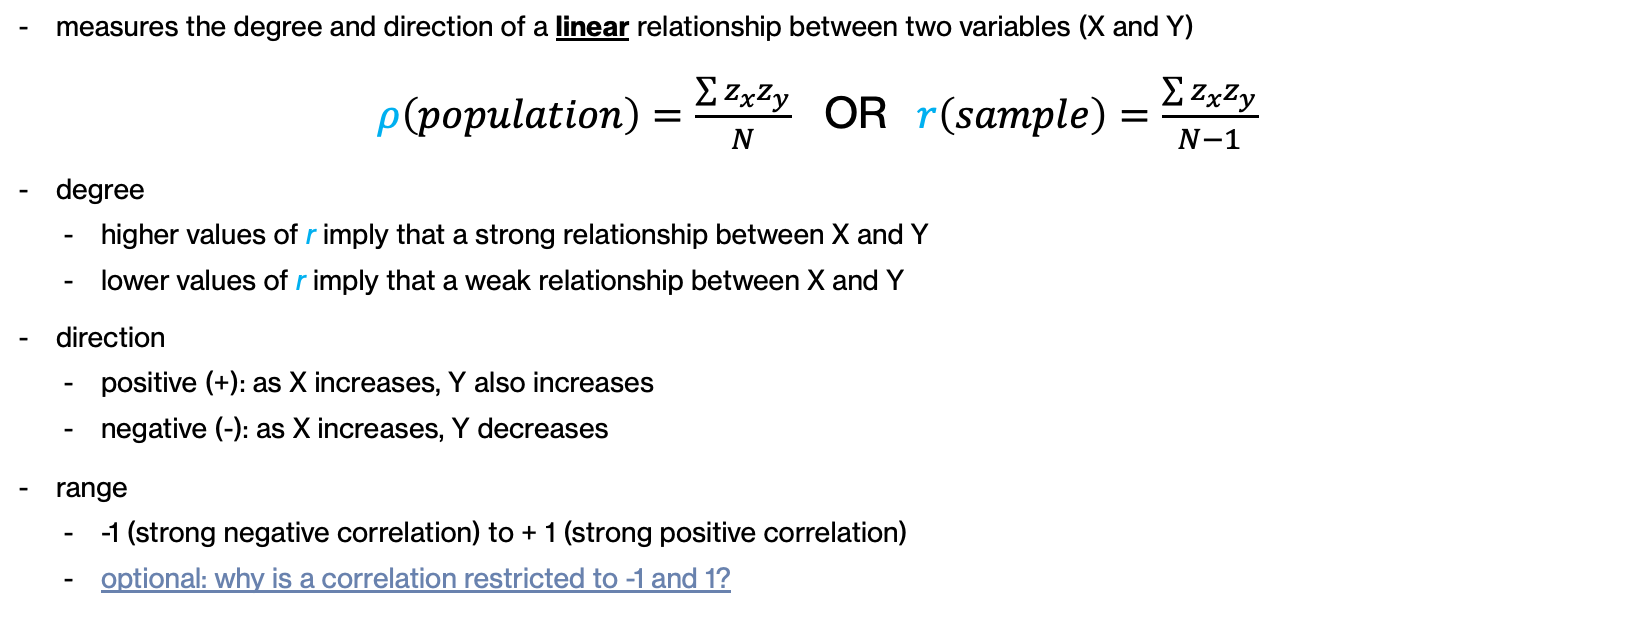 - measures the degree and direction of a linear relationship between two variables (X and Y)
ρ(population) = ∑ z_x z_y / N OR r(sample) = ∑ z_x z_y / N−1
- degree
- higher values of r imply that a strong relationship between X and Y
- lower values of r imply that a weak relationship between X and Y
- direction
- positive (+): as X increases, Y also increases
- negative (-): as X increases, Y decreases
- range
- -1 (strong negative correlation) to + 1 (strong positive correlation)
- optional: why is a correlation restricted to -1 and 1?